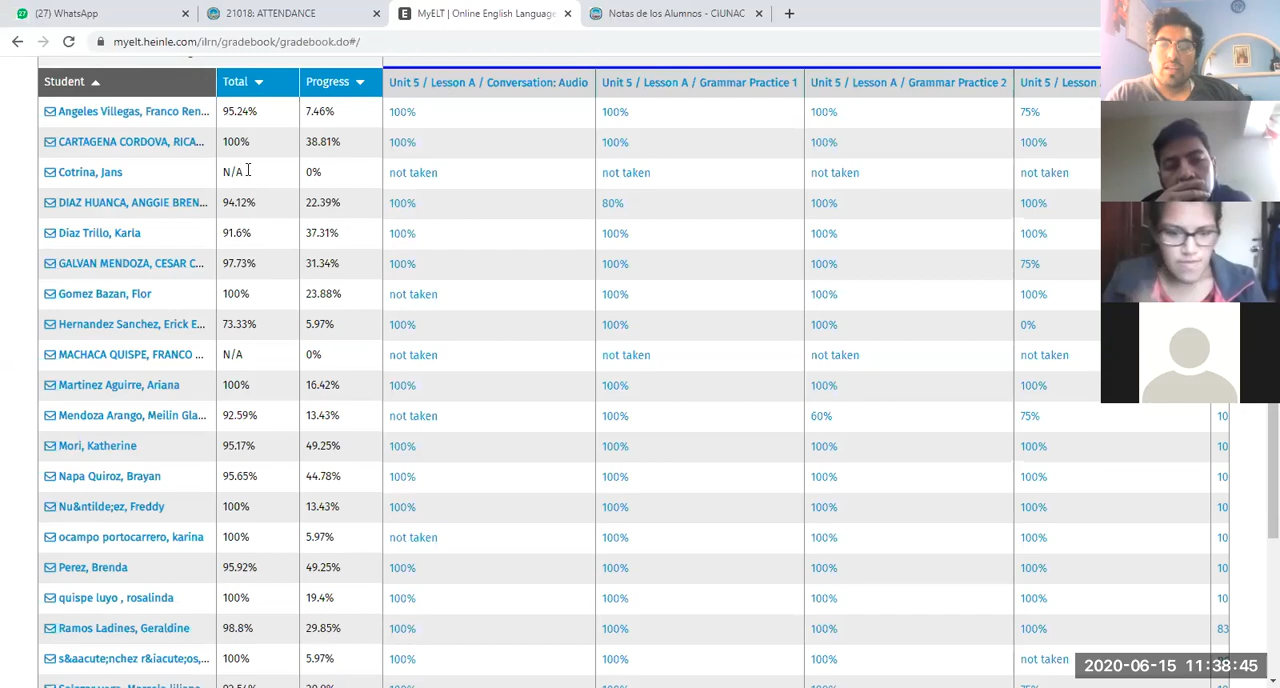 (27) WhatsApp × 21018: ATTENDANCE × MyELT | Online English Language × Notas de los Alumnos - CIUNAC × +
myelt.heinle.com/ilrn/gradebook/gradebook.do#/
Student Total Progress Unit 5 / Lesson A / Conversation: Audio Unit 5 / Lesson A / Grammar Practice 1 Unit 5 / Lesson A / Grammar Practice 2 Unit 5 / Lesson
Angeles Villegas, Franco Ren... 95.24% 7.46% 100% 100% 100% 75%
CARTAGENA CORDOVA, RICA... 100% 38.81% 100% 100% 100% 100%
Cotrina, Jans N/A 0% not taken not taken not taken not taken
DIAZ HUANCA, ANGGIE BREN... 94.12% 22.39% 100% 80% 100% 100%
Diaz Trillo, Karla 91.6% 37.31% 100% 100% 100% 100%
GALVAN MENDOZA, CESAR C... 97.73% 31.34% 100% 100% 100% 75%
Gomez Bazan, Flor 100% 23.88% not taken 100% 100% 100%
Hernandez Sanchez, Erick E... 73.33% 5.97% 100% 100% 100% 0%
MACHACA QUISPE, FRANCO ... N/A 0% not taken not taken not taken not taken
Martinez Aguirre, Ariana 100% 16.42% 100% 100% 100% 100%
Mendoza Arango, Meilin Gla... 92.59% 13.43% not taken 100% 60% 75% 10
Mori, Katherine 95.17% 49.25% 100% 100% 100% 100% 10
Napa Quiroz, Brayan 95.65% 44.78% 100% 100% 100% 100% 10
Nu&ntilde;ez, Freddy 100% 13.43% 100% 100% 100% 100% 10
ocampo portocarrero, karina 100% 5.97% not taken 100% 100% 100% 10
Perez, Brenda 95.92% 49.25% 100% 100% 100% 100% 10
quispe luyo , rosalinda 100% 19.4% 100% 100% 100% 100% 10
Ramos Ladines, Geraldine 98.8% 29.85% 100% 100% 100% 100% 83
s&aacute;nchez r&iacute;os,... 100% 5.97% 100% 100% 100% not taken
2020-06-15 11:38:45